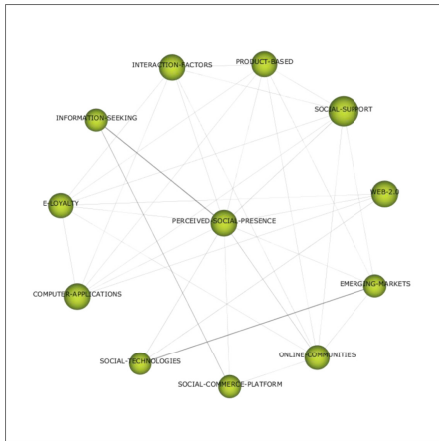 INTERACTION-FACTORS
PRODUCT-BASED
SOCIAL-SUPPORT
INFORMATION-SEEKING
WEB-2.0
E-LOYALTY
PERCEIVED-SOCIAL-PRESENCE
EMERGING-MARKETS
COMPUTER-APPLICATIONS
SOCIAL-TECHNOLOGIES
ONLINE-COMMUNITIES
SOCIAL-COMMERCE-PLATFORM